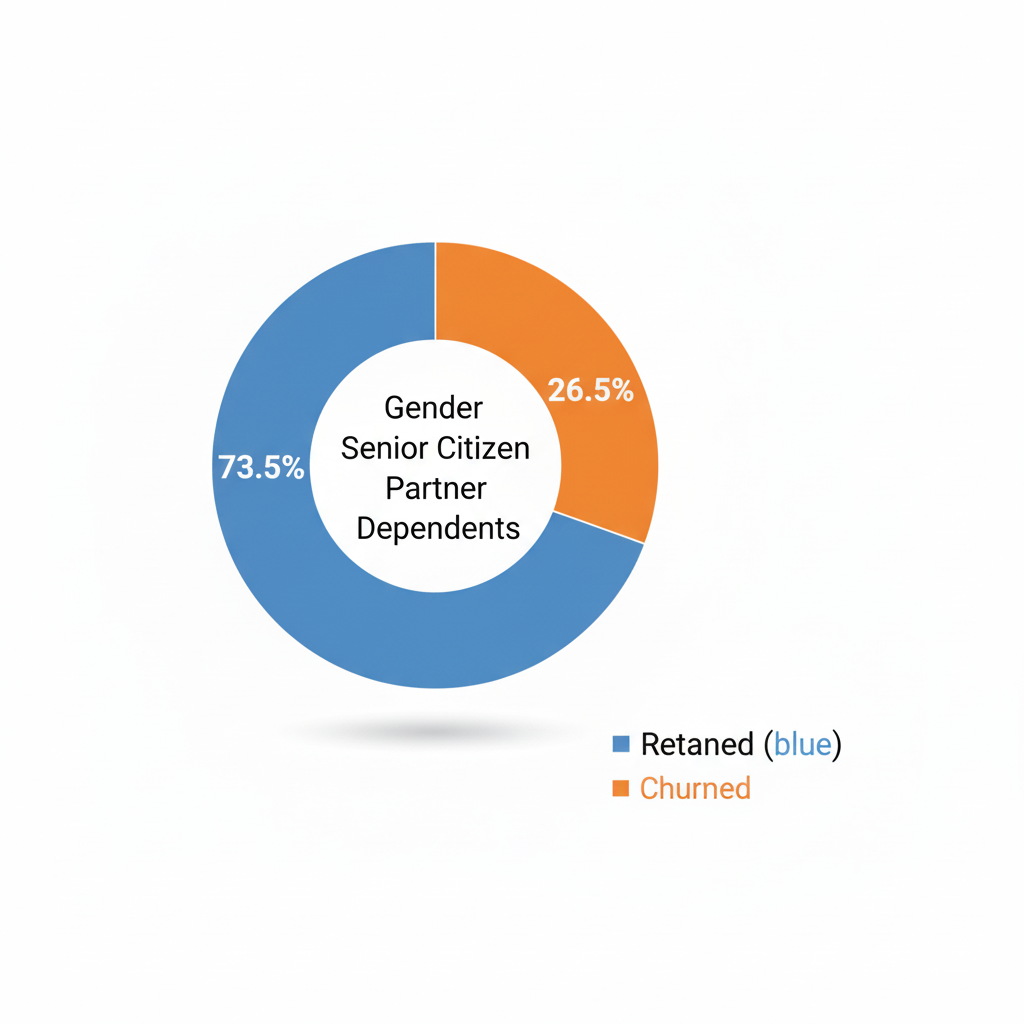 26.5%
Gender
Senior Citizen
73.5%
Partner
Dependents
Retaned (blue)
Churned